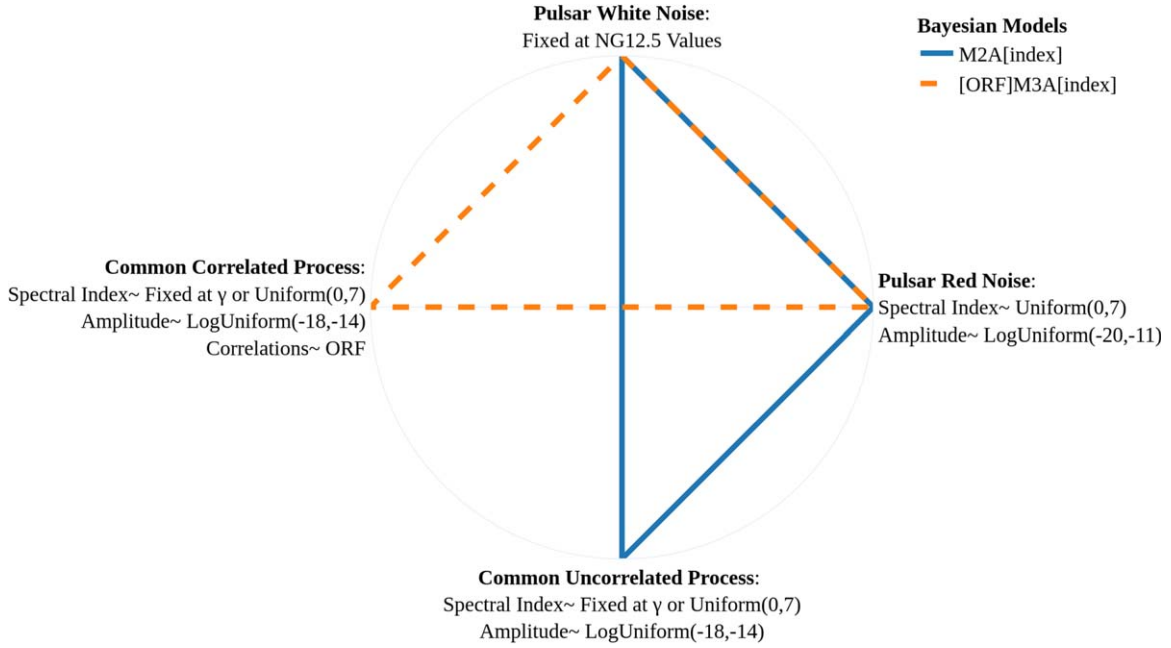 Pulsar White Noise:
Fixed at NG12.5 Values
Bayesian Models
M2A[index]
[ORF]M3A[index]
Common Correlated Process:
Spectral Index~ Fixed at γ or Uniform(0,7)
Amplitude~ LogUniform(-18,-14)
Correlations~ ORF
Pulsar Red Noise:
Spectral Index~ Uniform(0,7)
Amplitude~ LogUniform(-20,-11)
Common Uncorrelated Process:
Spectral Index~ Fixed at γ or Uniform(0,7)
Amplitude~ LogUniform(-18,-14)